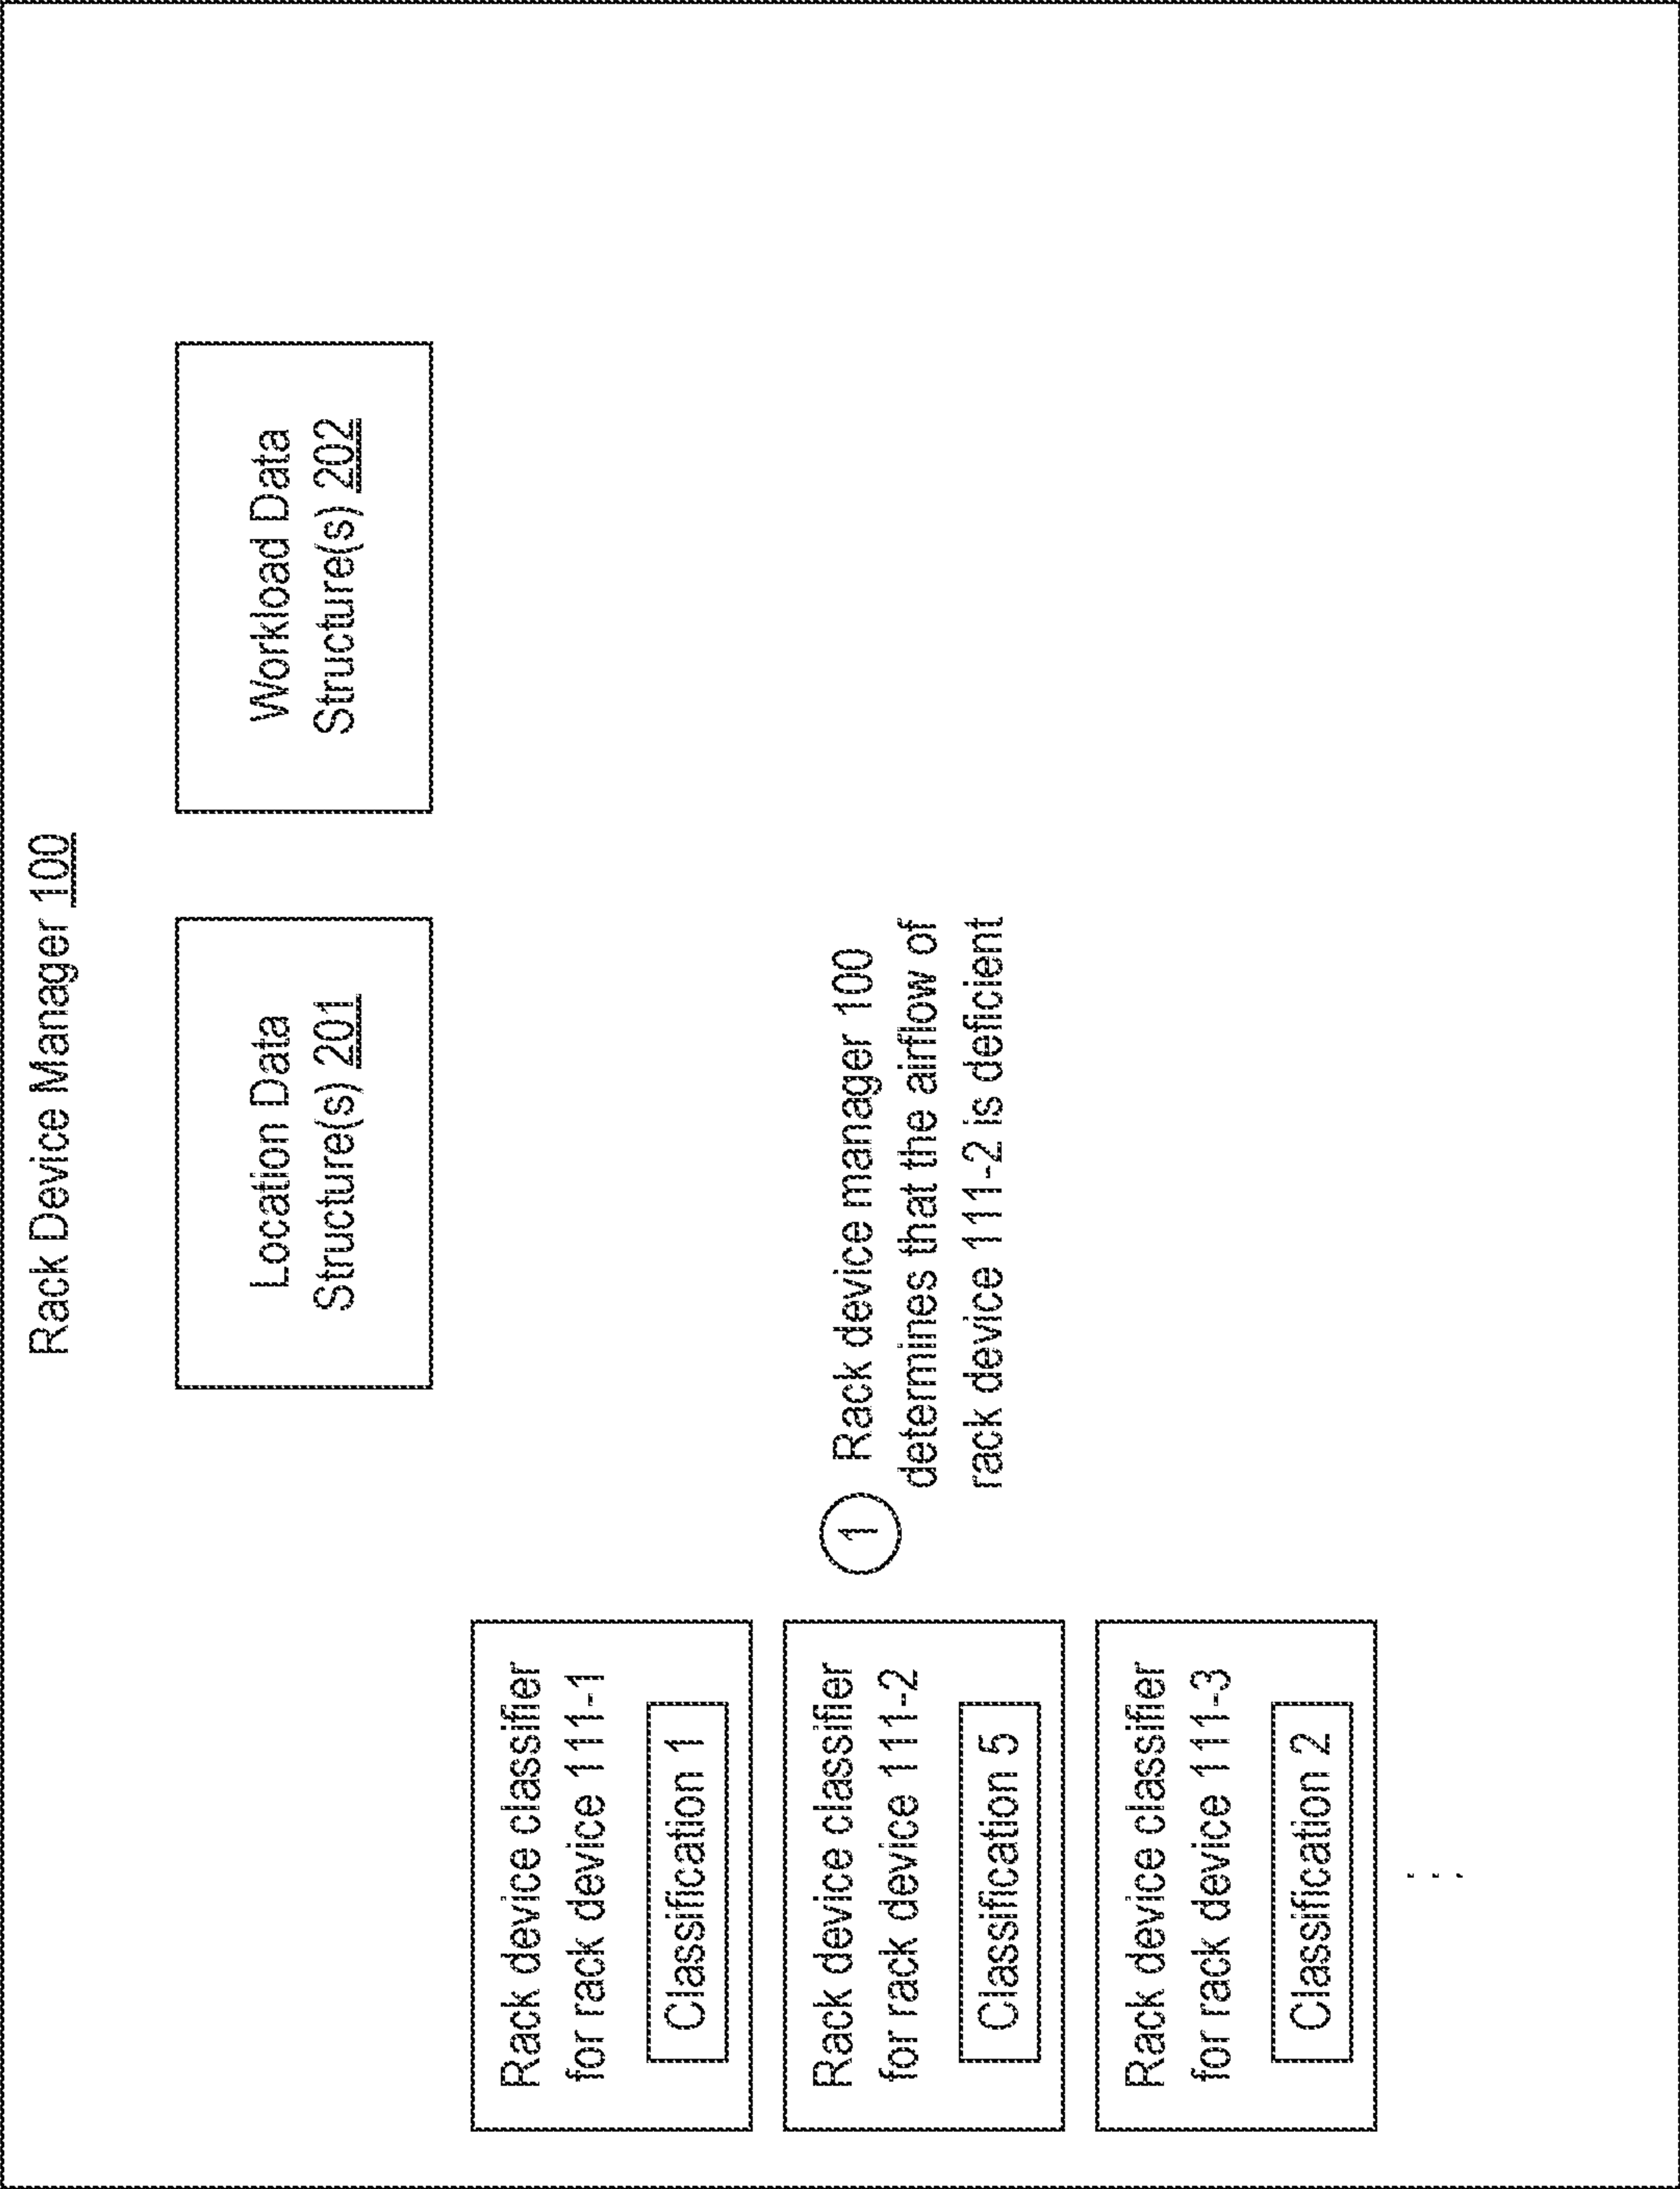 Rack Device Manager 100
Location Data
Structure(s) 201
Workload Data
Structure(s) 202
Rack device classifier
for rack device 111-1
Classification 1
Rack device classifier
for rack device 111-2
Classification 5
1 Rack device manager 100
determines that the airflow of
rack device 111-2 is deficient
Rack device classifier
for rack device 111-3
Classification 2
. . .